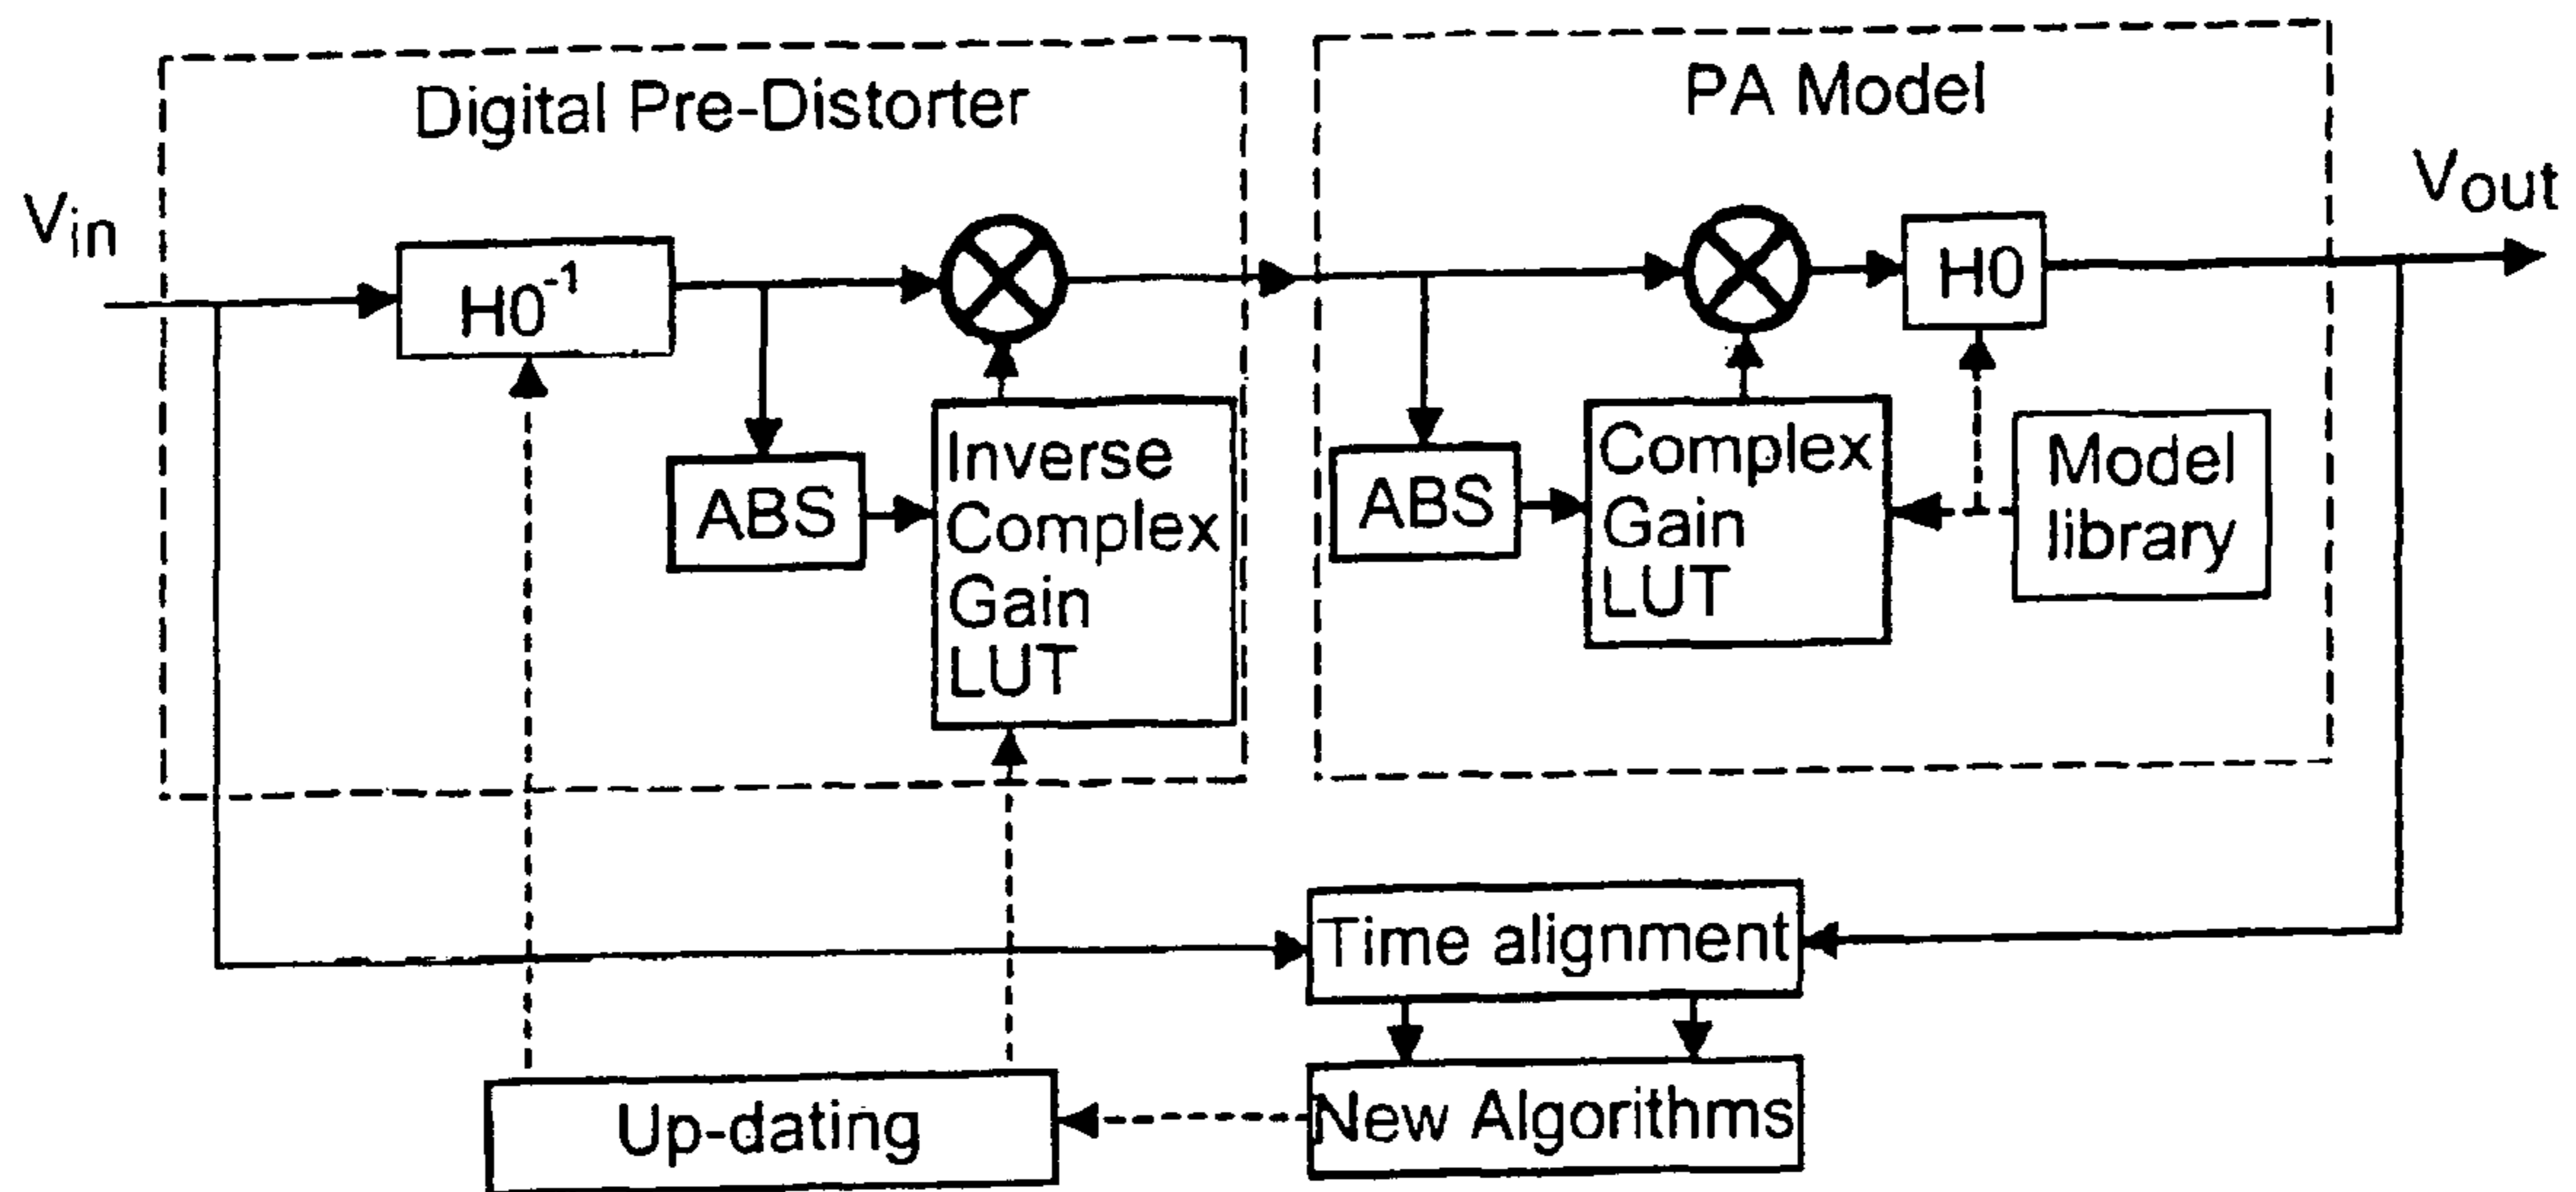 Digital Pre-Distorter
PA Model
Vin
Vout
H0-1
H0
ABS
Inverse
Complex
Gain
LUT
ABS
Complex
Gain
LUT
Model
library
Time alignment
New Algorithms
Up-dating